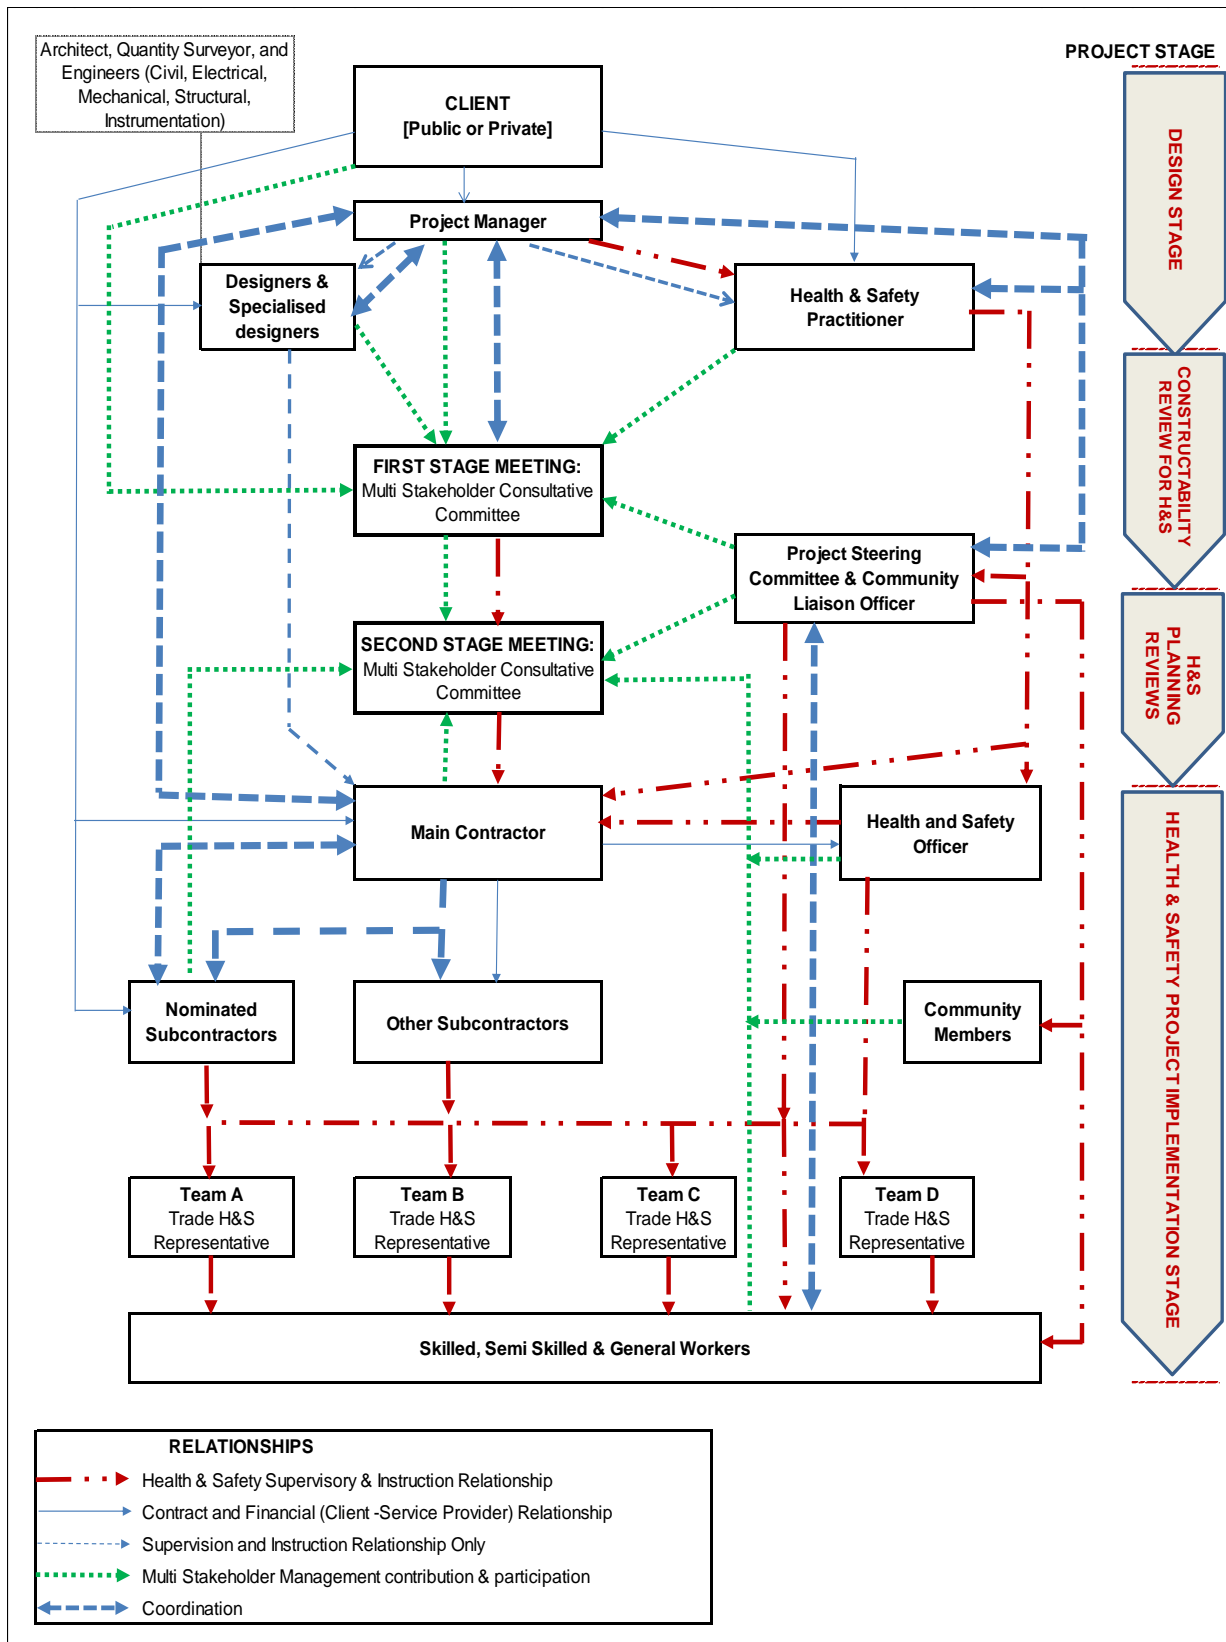 Architect, Quantity Surveyor, and
Engineers (Civil, Electrical,
Mechanical, Structural,
Instrumentation)
PROJECT STAGE
CLIENT
[Public or Private]
DESIGN STAGE
Project Manager
Designers &
Specialised
designers
Health & Safety
Practitioner
CONSTRUCTABILITY
REVIEW FOR H&S
FIRST STAGE MEETING:
Multi Stakeholder Consultative
Committee
Project Steering
Committee & Community
Liaison Officer
H&S
PLANNING
REVIEWS
SECOND STAGE MEETING:
Multi Stakeholder Consultative
Committee
Main Contractor
Health and Safety
Officer
HEALTH & SAFETY PROJECT IMPLEMENTATION STAGE
Nominated
Subcontractors
Other Subcontractors
Community
Members
Team A
Trade H&S
Representative
Team B
Trade H&S
Representative
Team C
Trade H&S
Representative
Team D
Trade H&S
Representative
Skilled, Semi Skilled & General Workers
RELATIONSHIPS
Health & Safety Supervisory & Instruction Relationship
Contract and Financial (Client -Service Provider) Relationship
Supervision and Instruction Relationship Only
Multi Stakeholder Management contribution & participation
Coordination